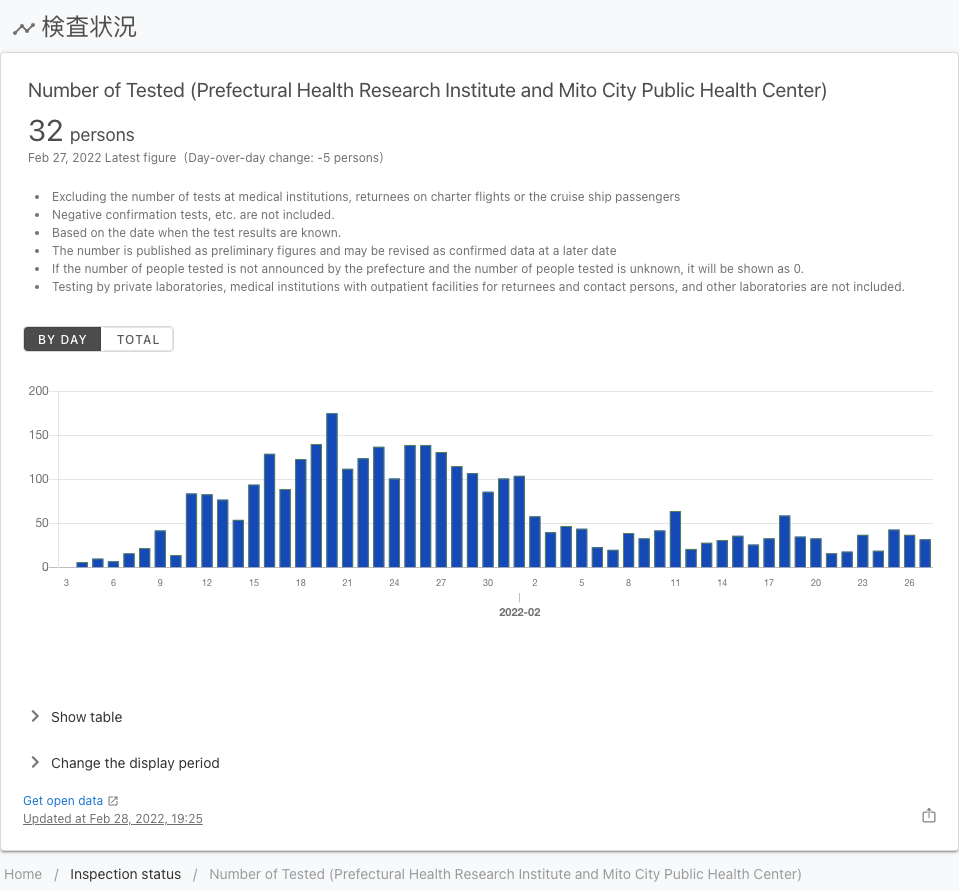 検査状況
Number of Tested (Prefectural Health Research Institute and Mito City Public Health Center)
32 persons
Feb 27, 2022 Latest figure (Day-over-day change: -5 persons)
• Excluding the number of tests at medical institutions, returnees on charter flights or the cruise ship passengers
• Negative confirmation tests, etc. are not included.
• Based on the date when the test results are known.
• The number is published as preliminary figures and may be revised as confirmed data at a later date
• If the number of people tested is not announced by the prefecture and the number of people tested is unknown, it will be shown as 0.
• Testing by private laboratories, medical institutions with outpatient facilities for returnees and contact persons, and other laboratories are not included.
BY DAY TOTAL
200
150
100
50
0
3 6 9 12 15 18 21 24 27 30 2 5 8 11 14 17 20 23 26
2022-02
Show table
Change the display period
Get open data
Updated at Feb 28, 2022, 19:25
Home / Inspection status / Number of Tested (Prefectural Health Research Institute and Mito City Public Health Center)